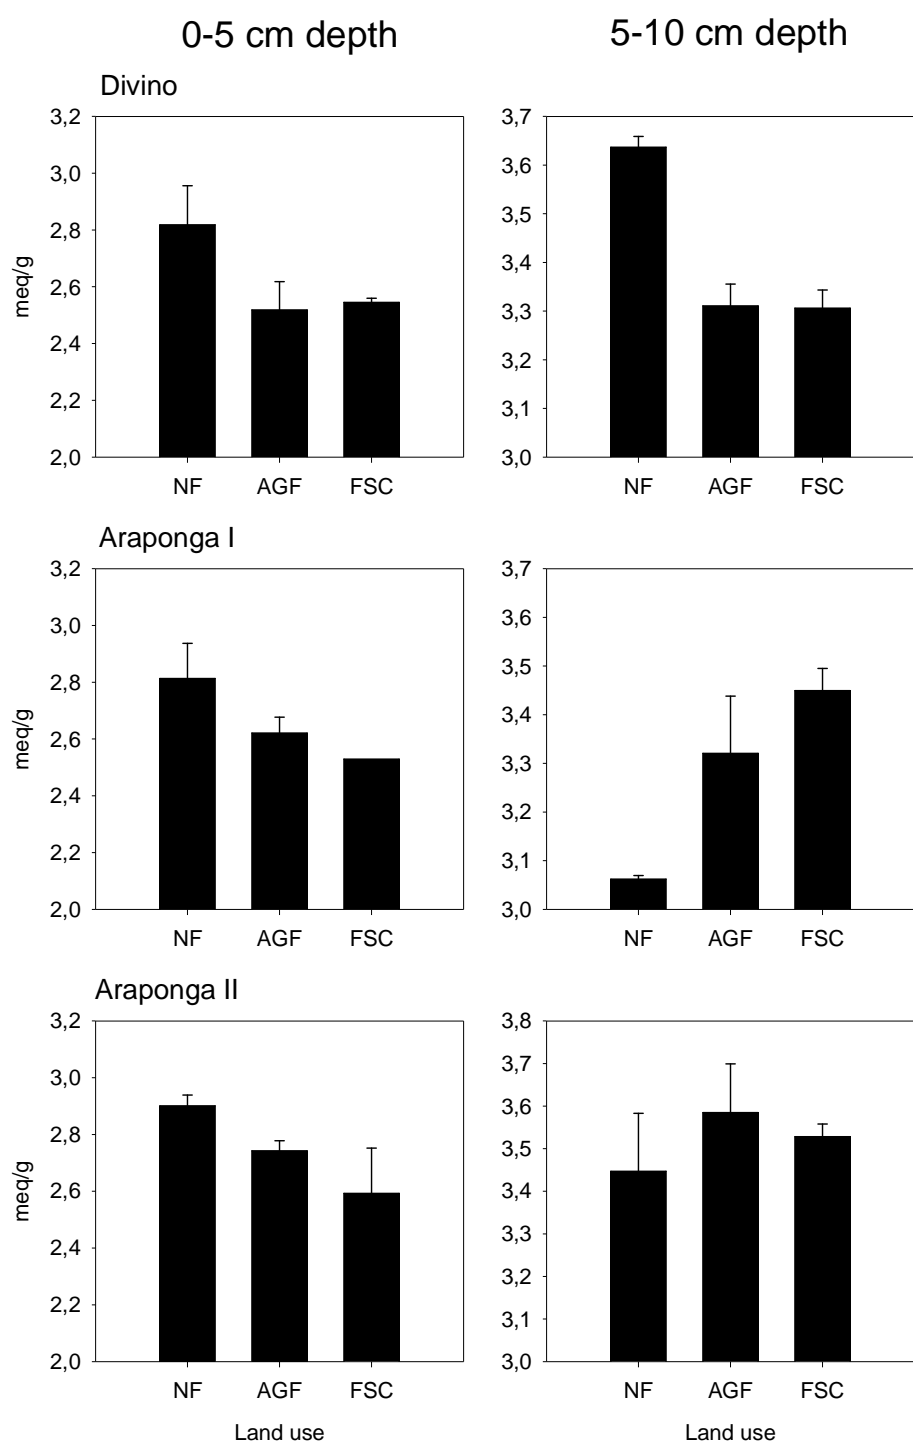 0-5 cm depth
5-10 cm depth
Divino
3,2
3,0
2,8
2,6
2,4
2,2
2,0
meq/g
NF AGF FSC
3,7
3,6
3,5
3,4
3,3
3,2
3,1
3,0
NF AGF FSC
Araponga I
3,2
3,0
2,8
2,6
2,4
2,2
2,0
meq/g
NF AGF FSC
3,7
3,6
3,5
3,4
3,3
3,2
3,1
3,0
NF AGF FSC
Araponga II
3,2
3,0
2,8
2,6
2,4
2,2
2,0
meq/g
NF AGF FSC
Land use
3,8
3,7
3,6
3,5
3,4
3,3
3,2
3,1
3,0
NF AGF FSC
Land use